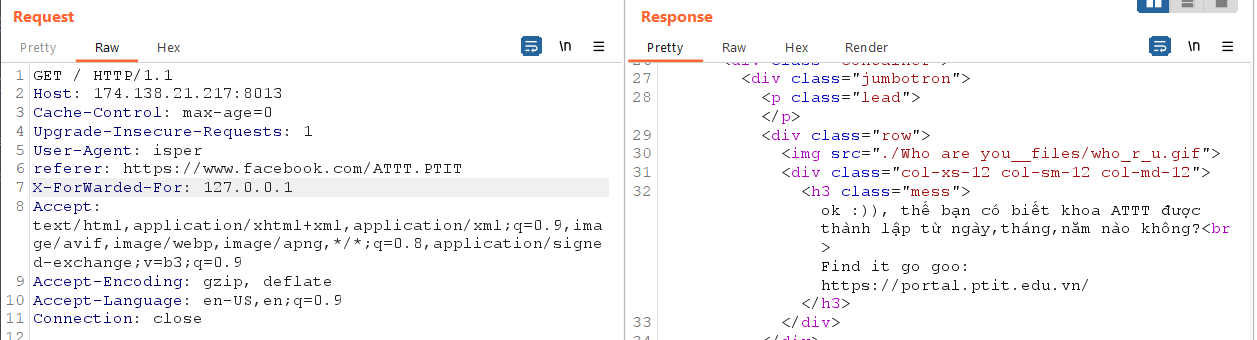 Request
Pretty Raw Hex
\n
1 GET / HTTP/1.1
2 Host: 174.138.21.217:8013
3 Cache-Control: max-age=0
4 Upgrade-Insecure-Requests: 1
5 User-Agent: isper
6 referer: https://www.facebook.com/ATTT.PTIT
7 X-ForWarded-For: 127.0.0.1
8 Accept:
text/html,application/xhtml+xml,application/xml;q=0.9,ima
ge/avif,image/webp,image/apng,*/*;q=0.8,application/signe
d-exchange;v=b3;q=0.9
9 Accept-Encoding: gzip, deflate
10 Accept-Language: en-US,en;q=0.9
11 Connection: close
12
Response
Pretty Raw Hex Render
\n
26 <div class="container">
27 <div class="jumbotron">
28 <p class="lead">
</p>
29 <div class="row">
30 <img src="./Who are you__files/who_r_u.gif">
31 <div class="col-xs-12 col-sm-12 col-md-12">
32 <h3 class="mess">
ok :)), thế bạn có biết khoa ATTT được
thành lập từ ngày,tháng,năm nào không?<br
>
Find it go goo:
https://portal.ptit.edu.vn/
</h3>
33 </div>
34 </div>